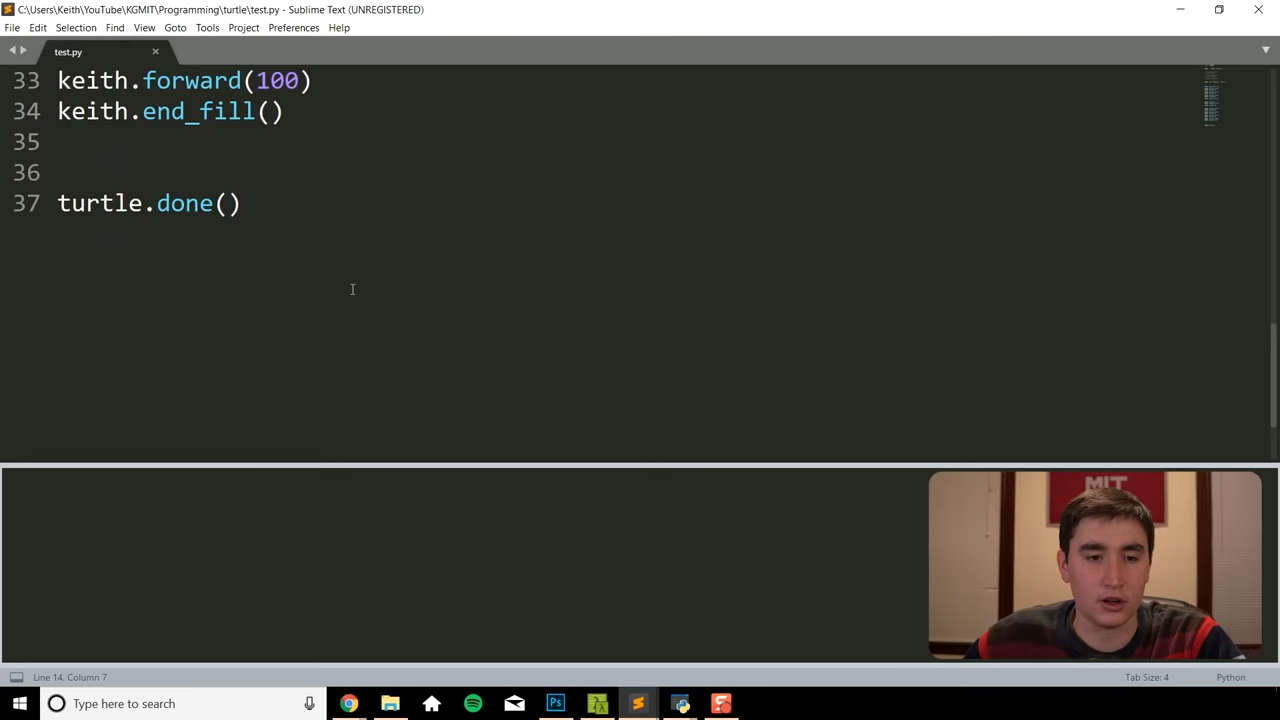 C:\Users\Keith\YouTube\KGMIT\Programming\turtle\test.py - Sublime Text (UNREGISTERED)
File Edit Selection Find View Goto Tools Project Preferences Help
test.py
33 keith.forward(100)
34 keith.end_fill()
35
36
37 turtle.done()
MIT
Line 14, Column 7 Tab Size: 4 Python
Type here to search
Ps